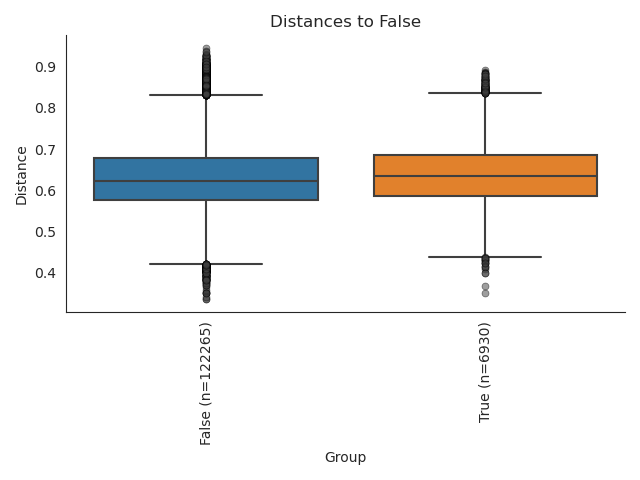 Distances to False
Distance
0.9
0.8
0.7
0.6
0.5
0.4
False (n=122265)
True (n=6930)
Group